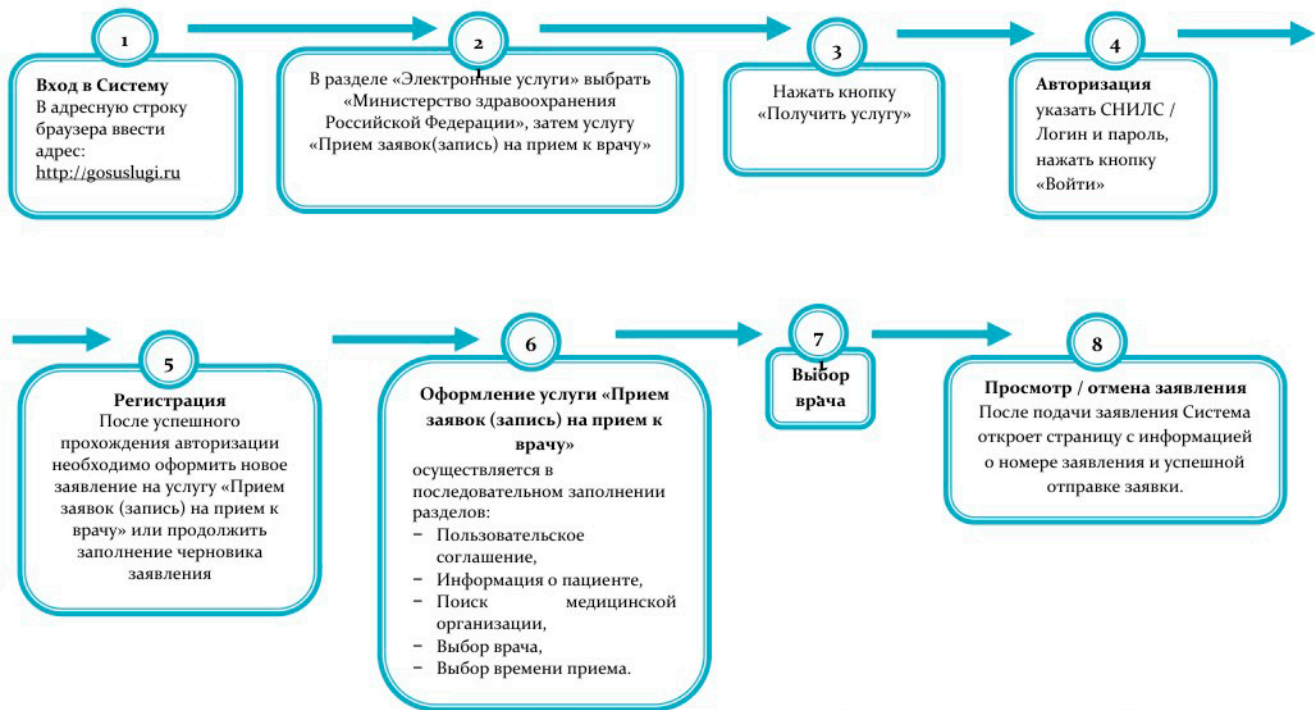 1
Вход в Систему
В адресную строку
браузера ввести
адрес:
http://gosuslugi.ru
2
1
В разделе «Электронные услуги» выбрать
«Министерство здравоохранения
Российской Федерации», затем услугу
«Прием заявок(запись) на прием к врачу»
3
Нажать кнопку
«Получить услугу»
4
Авторизация
указать СНИЛС /
Логин и пароль,
нажать кнопку
«Войти»
5
Регистрация
После успешного
прохождения авторизации
необходимо оформить новое
заявление на услугу «Прием
заявок (запись) на прием к
врачу» или продолжить
заполнение черновика
заявления
6
Оформление услуги «Прием
заявок (запись) на прием к
врачу»
осуществляется в
последовательном заполнении
разделов:
− Пользовательское
соглашение,
− Информация о пациенте,
− Поиск медицинской
организации,
− Выбор врача,
− Выбор времени приема.
7
1
Выбор
врача
8
Просмотр / отмена заявления
После подачи заявления Система
откроет страницу с информацией
о номере заявления и успешной
отправке заявки.